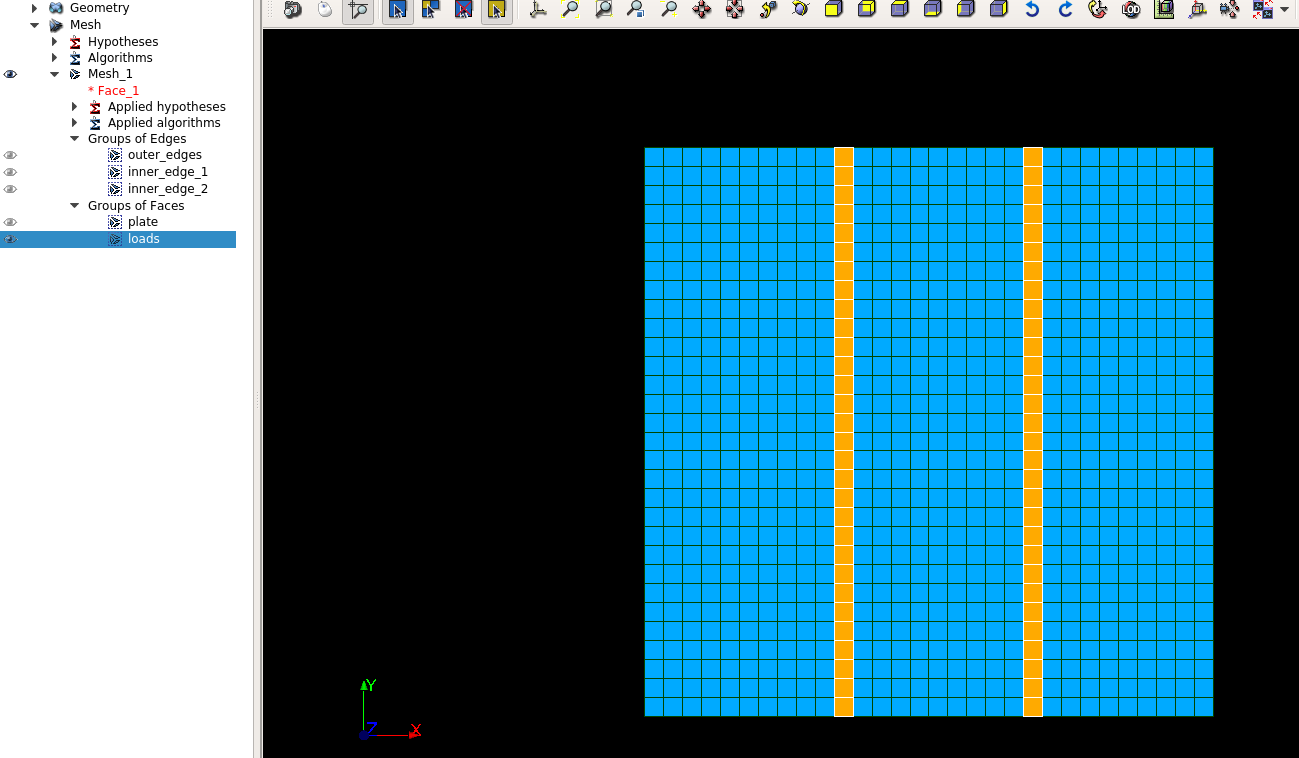 Geometry
Mesh
Hypotheses
Algorithms
Mesh_1
* Face_1
Applied hypotheses
Applied algorithms
Groups of Edges
outer_edges
inner_edge_1
inner_edge_2
Groups of Faces
plate
loads
LOD
Y
Z
X